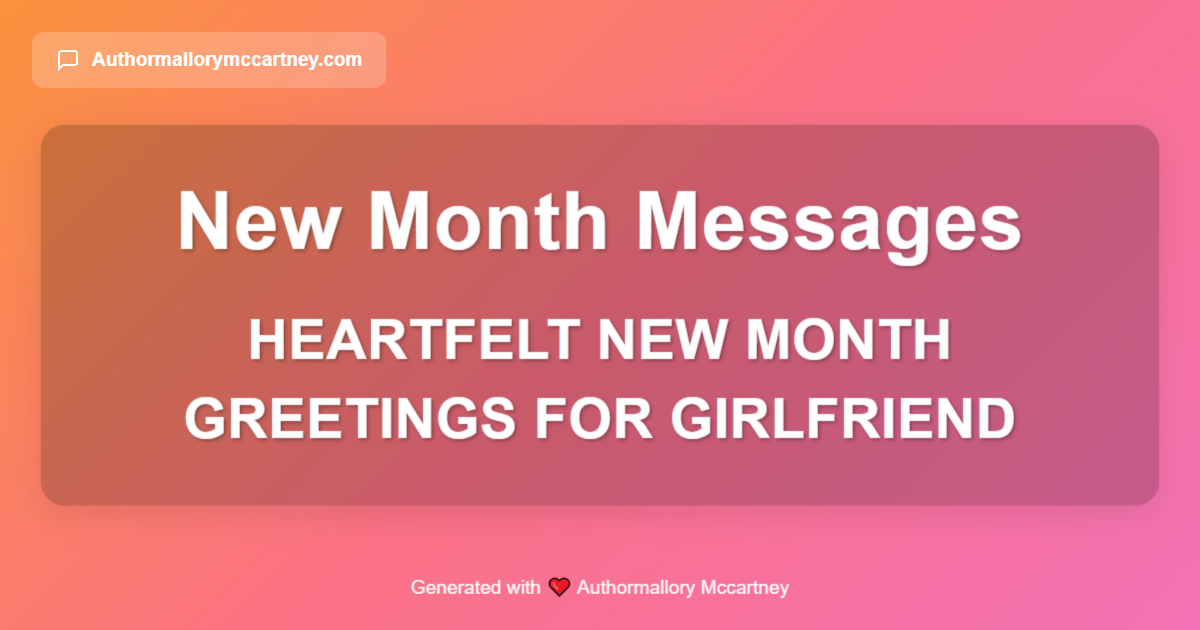 Authormallorymccartney.com
New Month Messages
HEARTFELT NEW MONTH
GREETINGS FOR GIRLFRIEND
Generated with ❤️ Authormallory Mccartney